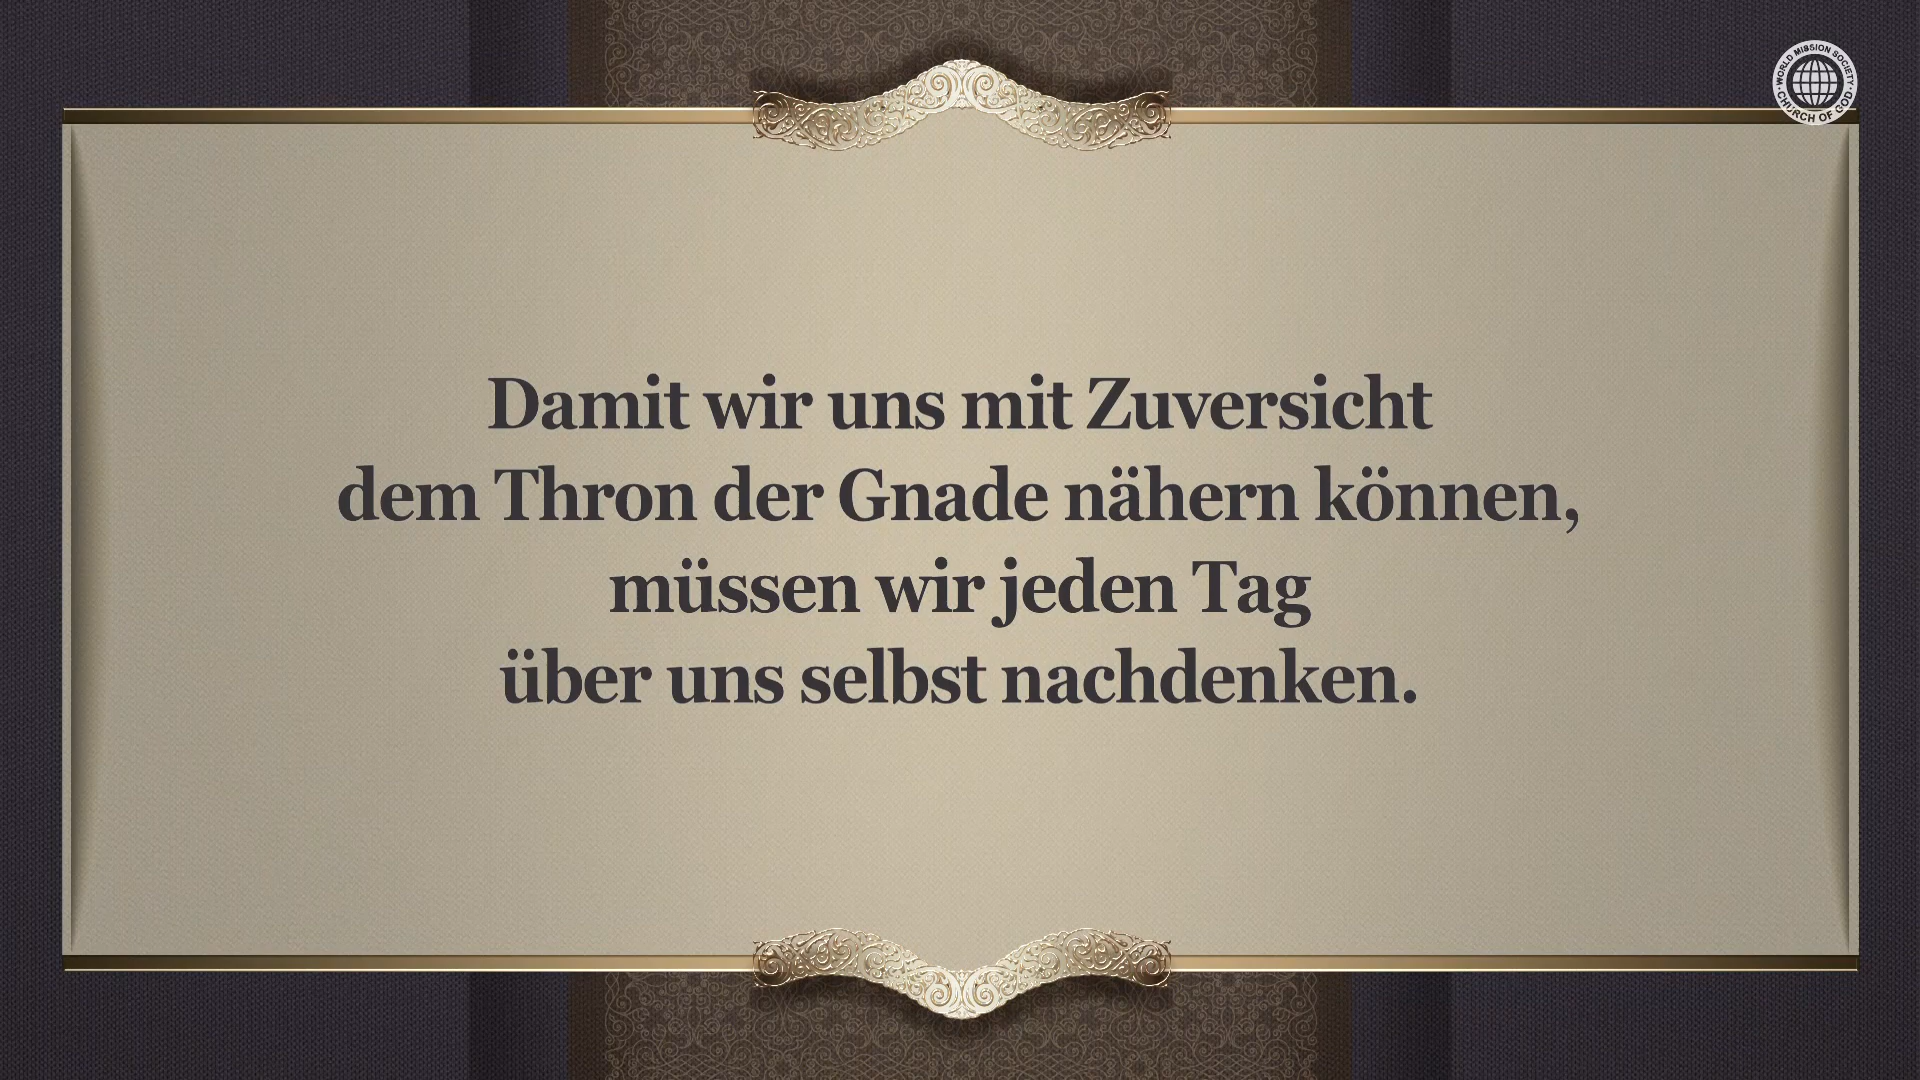 WORLD MISSION SOCIETY
CHURCH OF GOD
Damit wir uns mit Zuversicht
dem Thron der Gnade nähern können,
müssen wir jeden Tag
über uns selbst nachdenken.